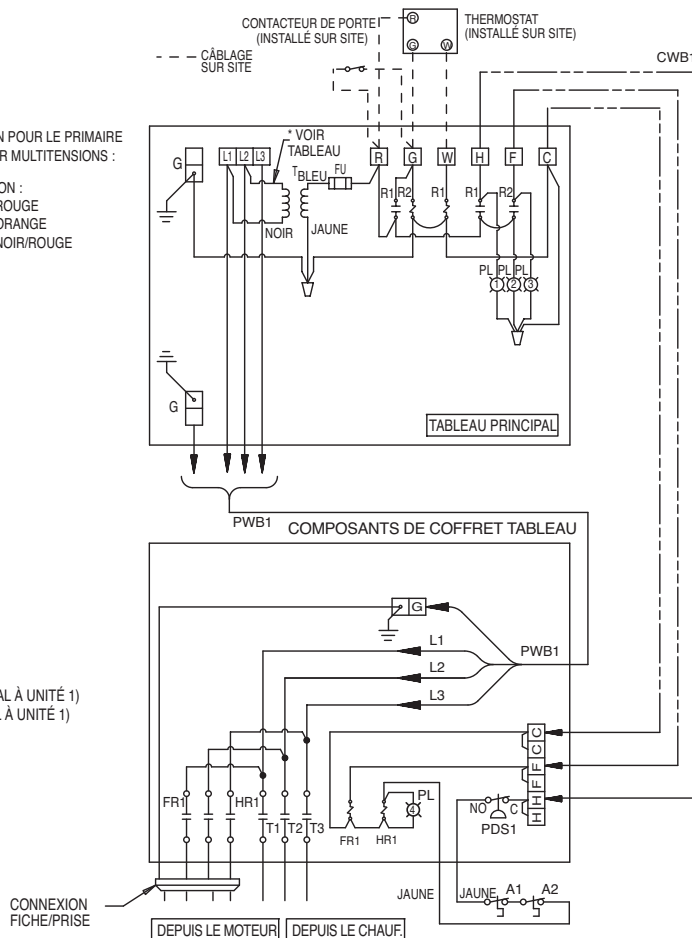 CONTACTEUR DE PORTE
(INSTALLÉ SUR SITE)
R
G
W
THERMOSTAT
(INSTALLÉ SUR SITE)
CÂBLAGE
SUR SITE
CWB1
N POUR LE PRIMAIRE
R MULTITENSIONS :
ON :
ROUGE
ORANGE
NOIR/ROUGE
G
L1 L2 L3
* VOIR
TABLEAU
R G W H F C
T
BLEU
FU
NOIR
JAUNE
R1 R2 R1 R1 R2
PL PL PL
1 2 3
G
TABLEAU PRINCIPAL
PWB1
COMPOSANTS DE COFFRET TABLEAU
G
L1
PWB1
L2
L3
AL À UNITÉ 1)
L À UNITÉ 1)
C
C
F
F
H
H
FR1
HR1
T1 T2 T3
PL
4
FR1
HR1
NO
C
PDS1
JAUNE
JAUNE
A1
A2
CONNEXION
FICHE/PRISE
DEPUIS LE MOTEUR
DEPUIS LE CHAUF.